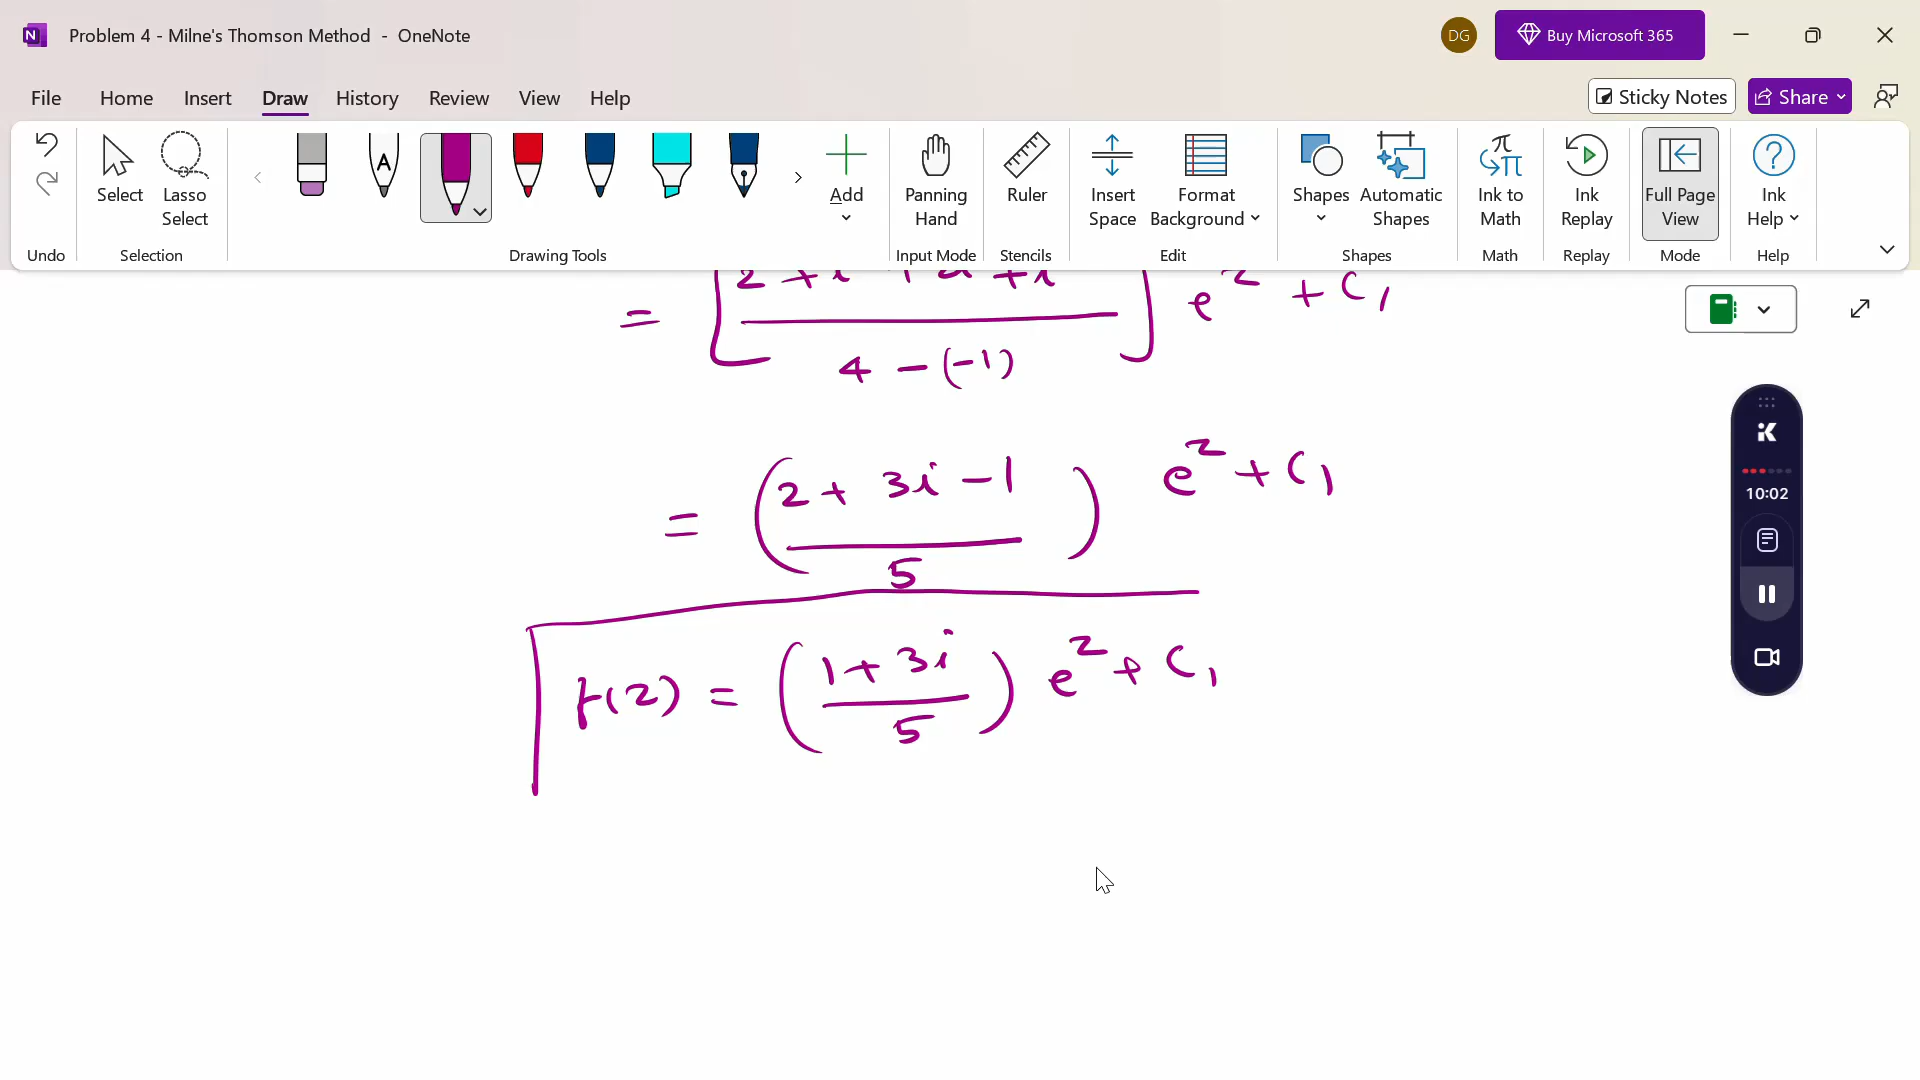 Problem 4 - Milne's Thomson Method - OneNote
DG
Buy Microsoft 365
File Home Insert Draw History Review View Help
Sticky Notes
Share
A
Select
Lasso Select
Add
Panning Hand
Ruler
Insert Space
Format Background
Shapes
Automatic Shapes
Ink to Math
Ink Replay
Full Page View
Ink Help
Undo Selection Drawing Tools Input Mode Stencils Edit Shapes Math Replay Mode Help
= [ / 4 - (-1) ] e^z + C1
= ( 2 + 3i - 1 / 5 ) e^z + C1
f(z) = ( 1 + 3i / 5 ) e^z + C1
10:02